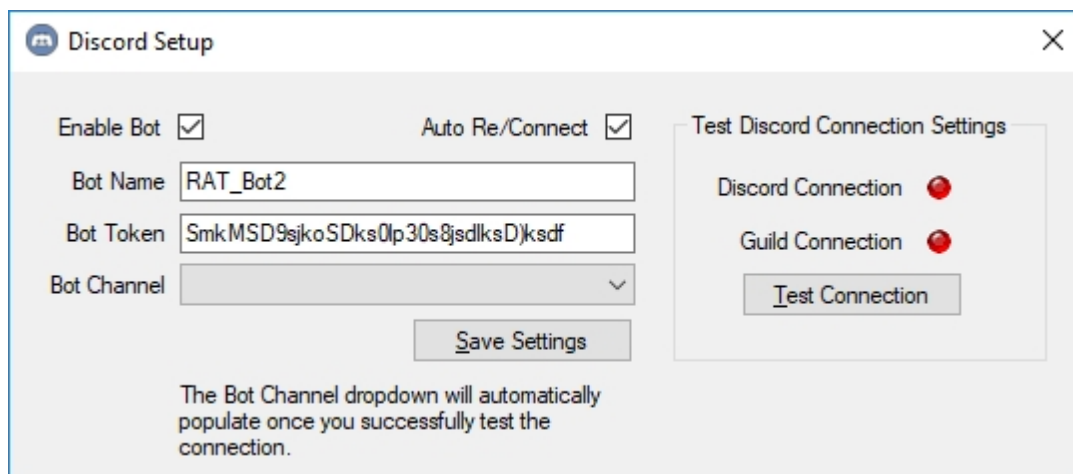 Discord Setup
Enable Bot
Auto Re/Connect
Bot Name RAT_Bot2
Bot Token SmkMSD9sjkoSDks0lp30s8jsdlksD)ksdf
Bot Channel
Save Settings
The Bot Channel dropdown will automatically
populate once you successfully test the
connection.
Test Discord Connection Settings
Discord Connection
Guild Connection
Test Connection